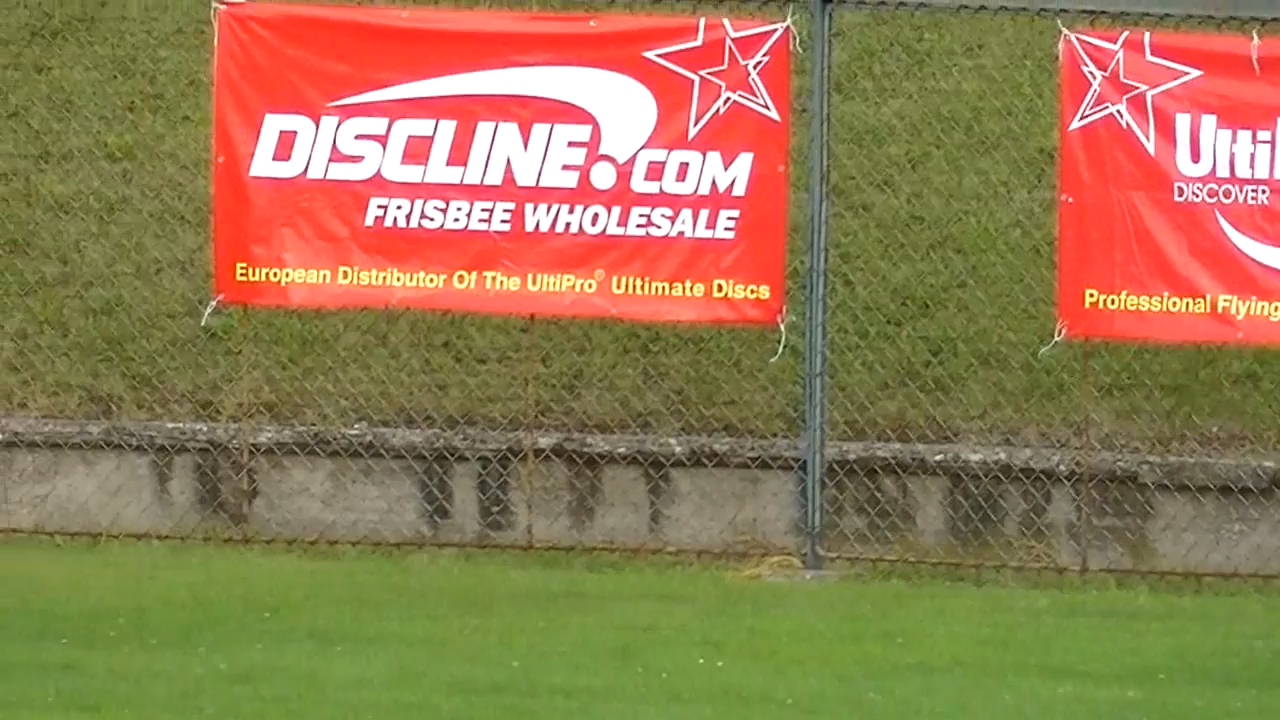 DISCLINE.COM
FRISBEE WHOLESALE
European Distributor Of The UltiPro® Ultimate Discs
DISCOVER
Professional Flying